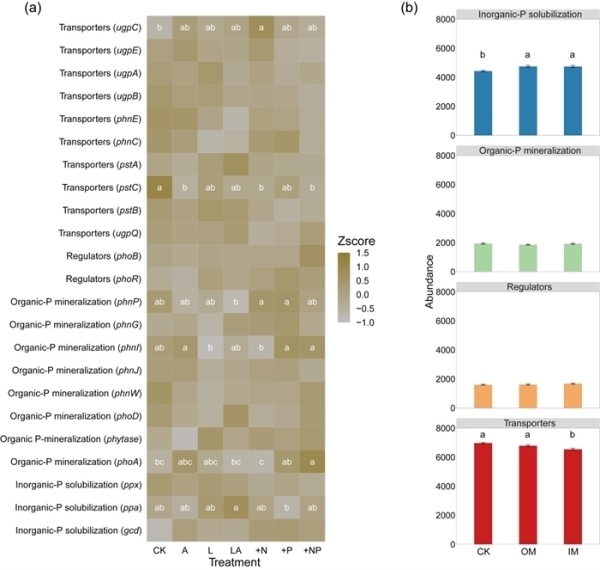 (a)
Transporters (ugpC) b ab ab ab a ab ab
Transporters (ugpE)
Transporters (ugpA)
Transporters (ugpB)
Transporters (phnE)
Transporters (phnC)
Transporters (pstA)
Transporters (pstC) a b ab ab b ab b
Transporters (pstB)
Transporters (ugpQ)
Regulators (phoB)
Regulators (phoR)
Organic-P mineralization (phnP) ab ab ab b a a ab
Organic-P mineralization (phnG)
Organic-P mineralization (phnI) ab a b ab b a a
Organic-P mineralization (phnJ)
Organic-P mineralization (phnW)
Organic-P mineralization (phoD)
Organic P-mineralization (phytase)
Organic-P mineralization (phoA) bc abc abc bc c ab a
Inorganic-P solubilization (ppx)
Inorganic-P solubilization (ppa) ab ab ab a ab b ab
Inorganic-P solubilization (gcd)
CK A L LA +N +P +NP
Treatment
Zscore
1.5
1.0
0.5
0.0
−0.5
−1.0
(b)
Abundance
Inorganic-P solubilization
8000
6000
4000
2000
0
b a a
Organic-P mineralization
8000
6000
4000
2000
0
Regulators
8000
6000
4000
2000
0
Transporters
8000
6000
4000
2000
0
a a b
CK OM IM